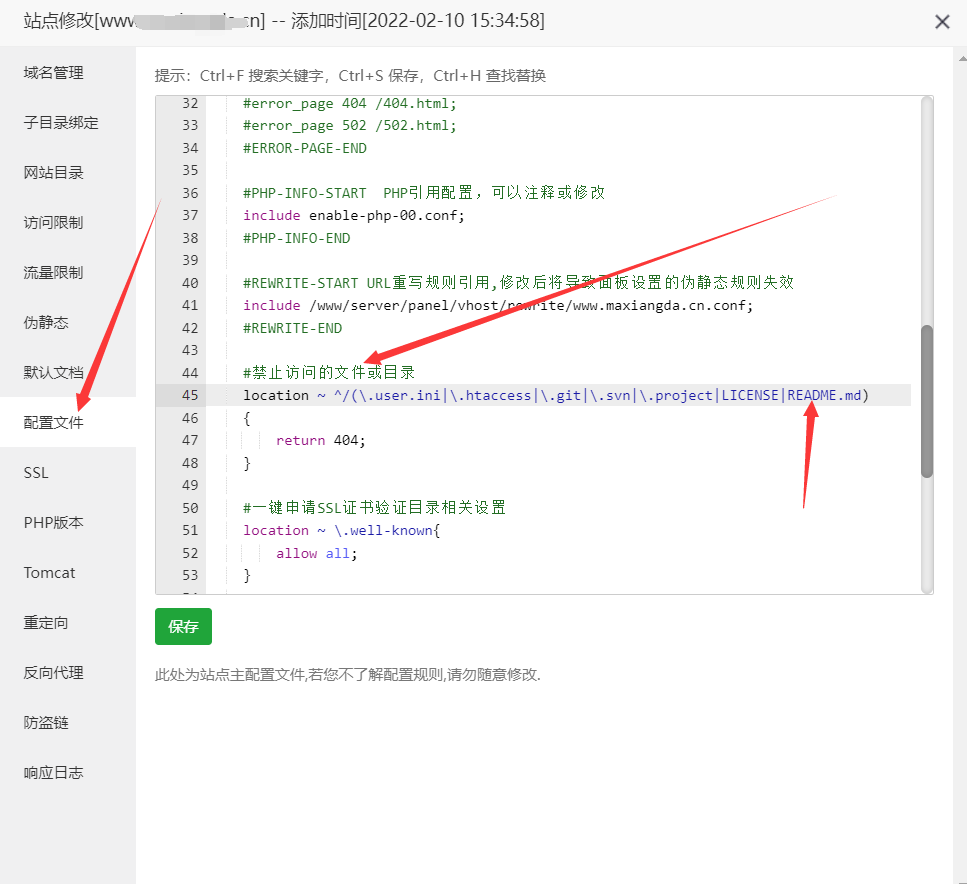 站点修改[www cn] -- 添加时间[2022-02-10 15:34:58]
域名管理
子目录绑定
网站目录
访问限制
流量限制
伪静态
默认文档
配置文件
SSL
PHP版本
Tomcat
重定向
反向代理
防盗链
响应日志
提示：Ctrl+F 搜索关键字，Ctrl+S 保存，Ctrl+H 查找替换
32 #error_page 404 /404.html;
33 #error_page 502 /502.html;
34 #ERROR-PAGE-END
35
36 #PHP-INFO-START  PHP引用配置，可以注释或修改
37 include enable-php-00.conf;
38 #PHP-INFO-END
39
40 #REWRITE-START URL重写规则引用,修改后将导致面板设置的伪静态规则失效
41 include /www/server/panel/vhost/rewrite/www.maxiangda.cn.conf;
42 #REWRITE-END
43
44 #禁止访问的文件或目录
45 location ~ ^/(\.user.ini|\.htaccess|\.git|\.svn|\.project|LICENSE|README.md)
46 {
47 return 404;
48 }
49
50 #一键申请SSL证书验证目录相关设置
51 location ~ \.well-known{
52 allow all;
53 }
保存
此处为站点主配置文件,若您不了解配置规则,请勿随意修改.